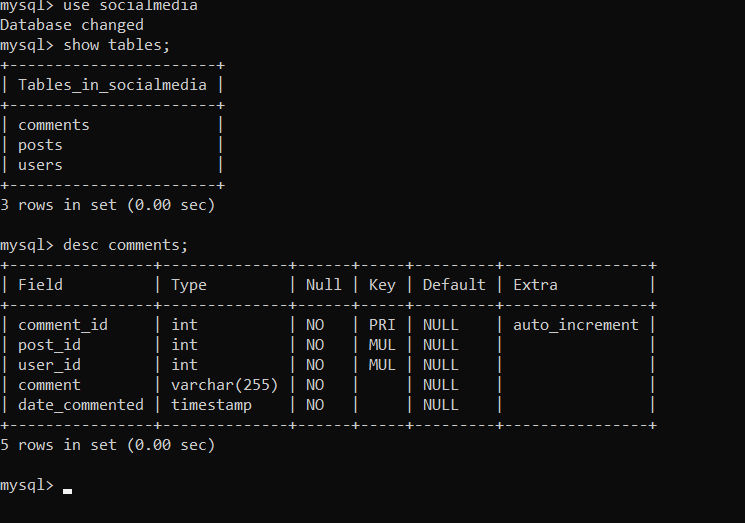 mysql> use socialmedia
Database changed
mysql> show tables;
+-----------------------+
| Tables_in_socialmedia |
+-----------------------+
| comments              |
| posts                 |
| users                 |
+-----------------------+
3 rows in set (0.00 sec)
mysql> desc comments;
+----------------+--------------+------+-----+---------+----------------+
| Field          | Type         | Null | Key | Default | Extra          |
+----------------+--------------+------+-----+---------+----------------+
| comment_id     | int          | NO   | PRI | NULL    | auto_increment |
| post_id        | int          | NO   | MUL | NULL    |                |
| user_id        | int          | NO   | MUL | NULL    |                |
| comment        | varchar(255) | NO   |     | NULL    |                |
| date_commented | timestamp    | NO   |     | NULL    |                |
+----------------+--------------+------+-----+---------+----------------+
5 rows in set (0.00 sec)
mysql>